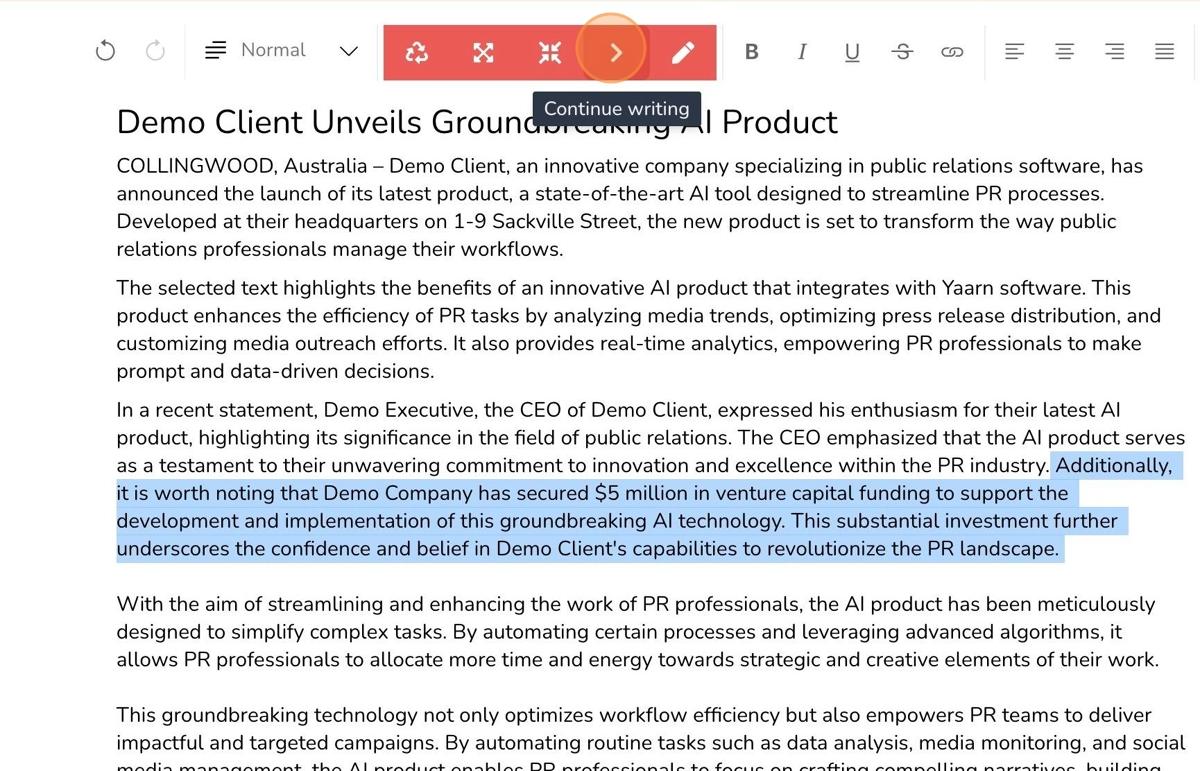 Normal
B I U S
Continue writing
Demo Client Unveils Groundbreaking AI Product
COLLINGWOOD, Australia – Demo Client, an innovative company specializing in public relations software, has
announced the launch of its latest product, a state-of-the-art AI tool designed to streamline PR processes.
Developed at their headquarters on 1-9 Sackville Street, the new product is set to transform the way public
relations professionals manage their workflows.
The selected text highlights the benefits of an innovative AI product that integrates with Yaarn software. This
product enhances the efficiency of PR tasks by analyzing media trends, optimizing press release distribution, and
customizing media outreach efforts. It also provides real-time analytics, empowering PR professionals to make
prompt and data-driven decisions.
In a recent statement, Demo Executive, the CEO of Demo Client, expressed his enthusiasm for their latest AI
product, highlighting its significance in the field of public relations. The CEO emphasized that the AI product serves
as a testament to their unwavering commitment to innovation and excellence within the PR industry. Additionally,
it is worth noting that Demo Company has secured $5 million in venture capital funding to support the
development and implementation of this groundbreaking AI technology. This substantial investment further
underscores the confidence and belief in Demo Client's capabilities to revolutionize the PR landscape.
With the aim of streamlining and enhancing the work of PR professionals, the AI product has been meticulously
designed to simplify complex tasks. By automating certain processes and leveraging advanced algorithms, it
allows PR professionals to allocate more time and energy towards strategic and creative elements of their work.
This groundbreaking technology not only optimizes workflow efficiency but also empowers PR teams to deliver
impactful and targeted campaigns. By automating routine tasks such as data analysis, media monitoring, and social
media management, the AI product enables PR professionals to focus on crafting compelling narratives, building